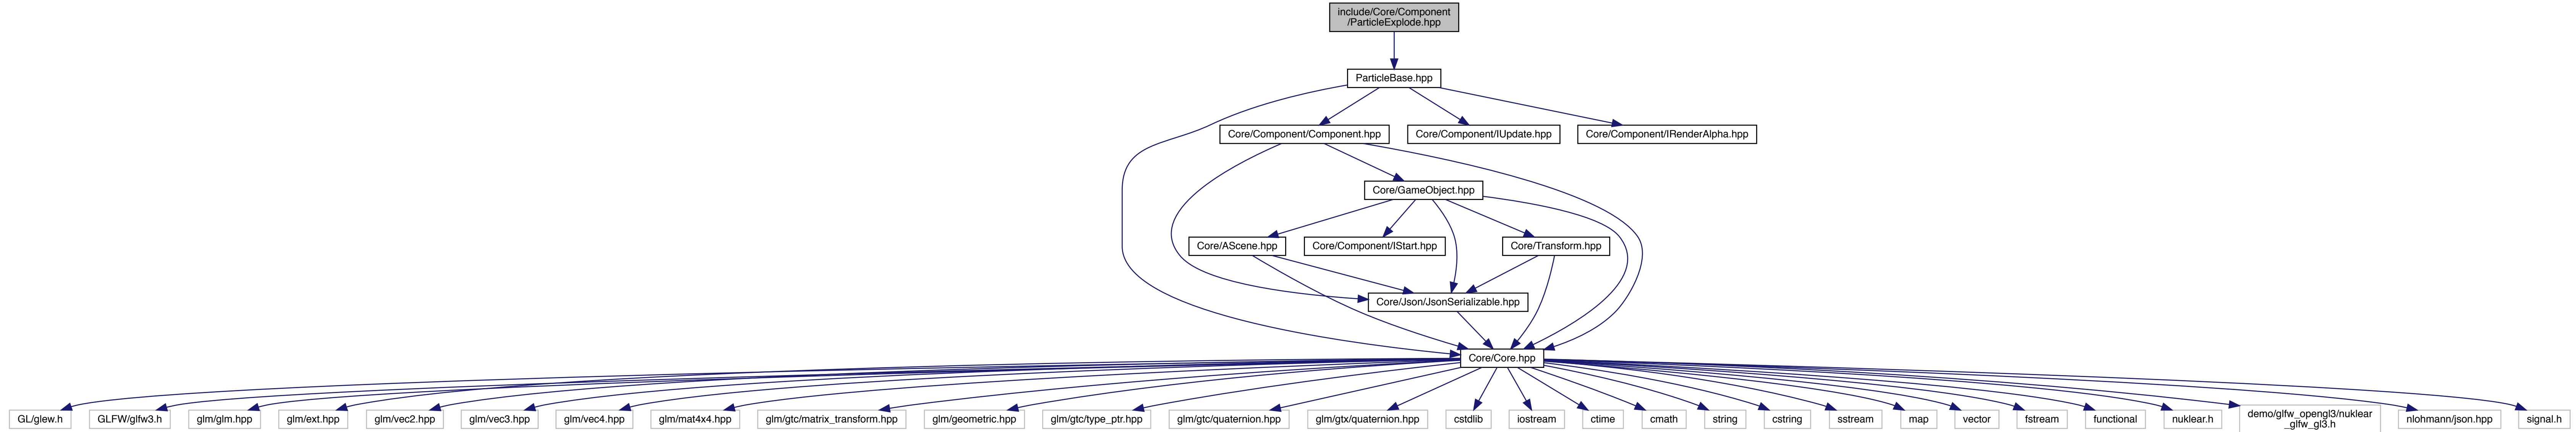 include/Core/Component
/ParticleExplode.hpp
ParticleBase.hpp
Core/Component/Component.hpp
Core/Component/IUpdate.hpp
Core/Component/IRenderAlpha.hpp
Core/GameObject.hpp
Core/AScene.hpp
Core/Component/IStart.hpp
Core/Transform.hpp
Core/Json/JsonSerializable.hpp
Core/Core.hpp
GL/glew.h
GLFW/glfw3.h
glm/glm.hpp
glm/ext.hpp
glm/vec2.hpp
glm/vec3.hpp
glm/vec4.hpp
glm/mat4x4.hpp
glm/gtc/matrix_transform.hpp
glm/geometric.hpp
glm/gtc/type_ptr.hpp
glm/gtc/quaternion.hpp
glm/gtx/quaternion.hpp
cstdlib
iostream
ctime
cmath
string
cstring
sstream
map
vector
fstream
functional
nuklear.h
demo/glfw_opengl3/nuklear
_glfw_gl3.h
nlohmann/json.hpp
signal.h